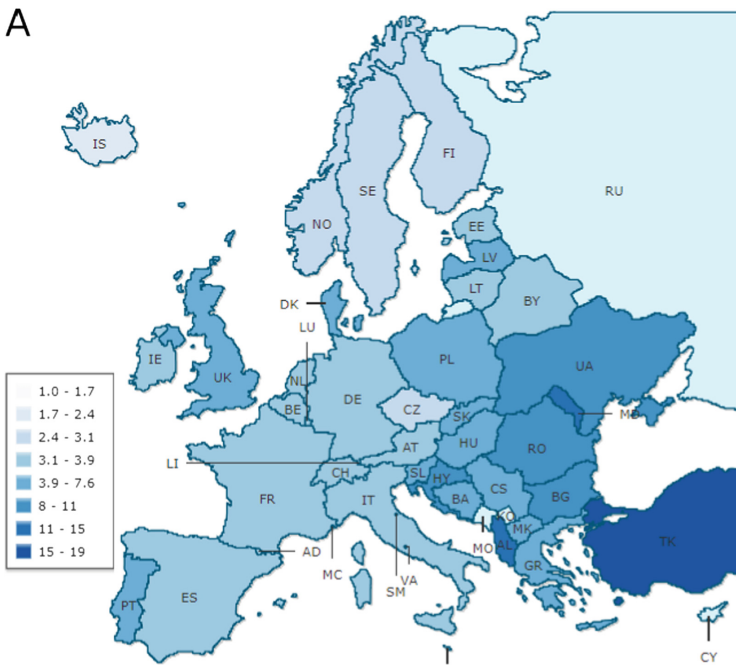 A
IS
FI
SE
RU
NO
EE
LV
LT
DK
BY
LU
IE
UK
PL
UA
NL
DE
BE
CZ
MD
SK
AT
HU
RO
LI
CH
SL
HY
FR
IT
BA
CS
BG
KO
MK
MO
AL
TK
AD
MC
VA
SM
GR
ES
PT
CY
1.0 - 1.7
1.7 - 2.4
2.4 - 3.1
3.1 - 3.9
3.9 - 7.6
8 - 11
11 - 15
15 - 19